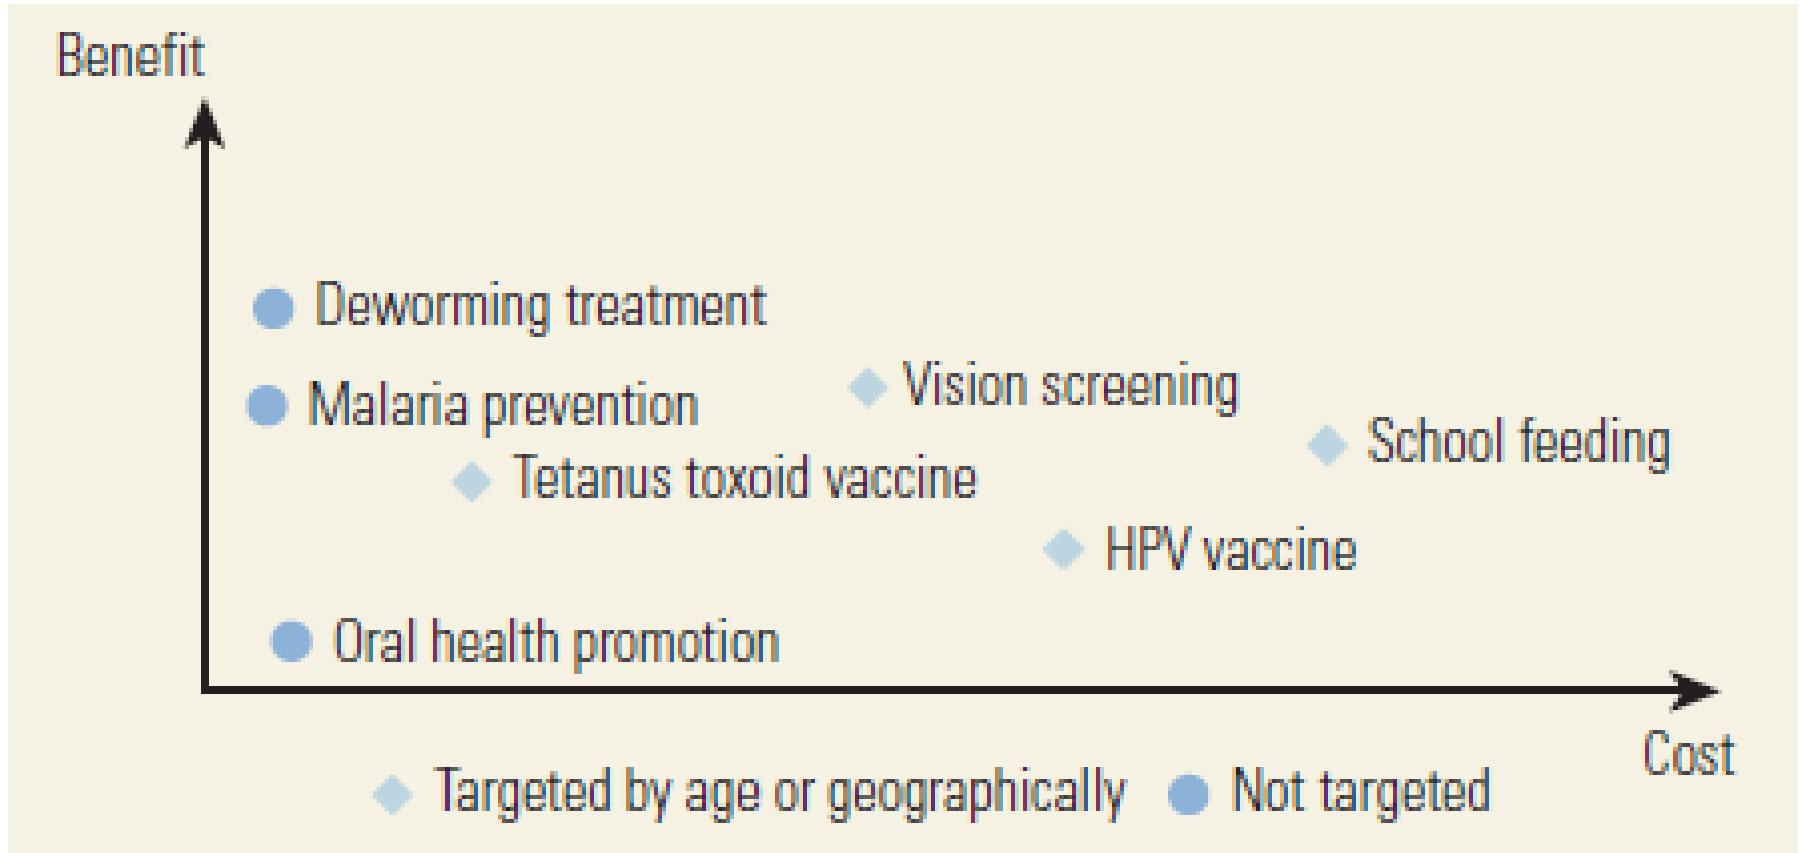 Benefit
Deworming treatment
Vision screening
Malaria prevention
School feeding
Tetanus toxoid vaccine
HPV vaccine
Oral health promotion
Cost
Targeted by age or geographically
Not targeted